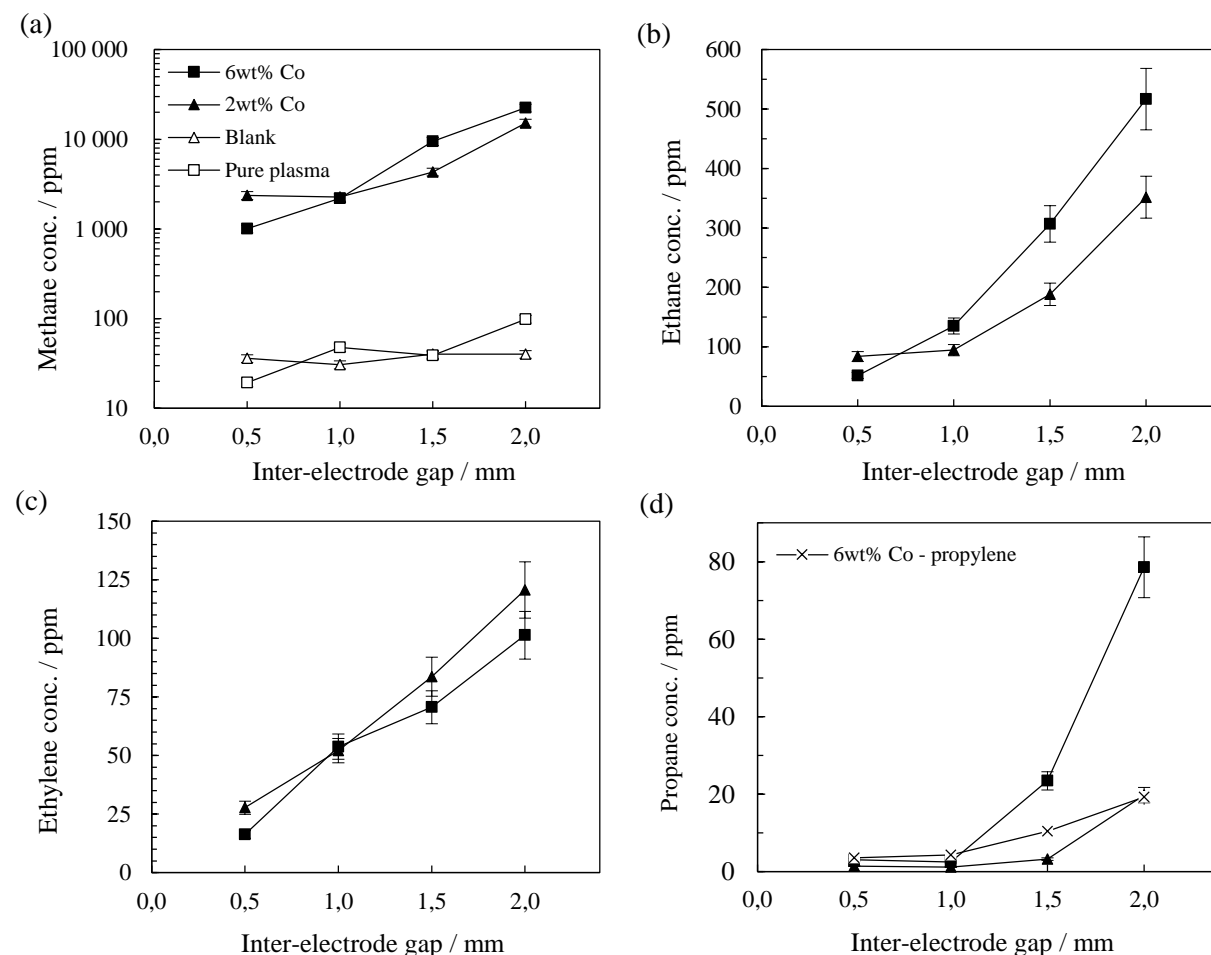 (a)
Methane conc. / ppm
100 000
10 000
1 000
100
10
6wt% Co
2wt% Co
Blank
Pure plasma
0,0 0,5 1,0 1,5 2,0
Inter-electrode gap / mm
(b)
Ethane conc. / ppm
600
500
400
300
200
100
0
0,0 0,5 1,0 1,5 2,0
Inter-electrode gap / mm
(c)
Ethylene conc. / ppm
150
125
100
75
50
25
0
0,0 0,5 1,0 1,5 2,0
Inter-electrode gap / mm
(d)
Propane conc. / ppm
80
60
40
20
0
6wt% Co - propylene
0,0 0,5 1,0 1,5 2,0
Inter-electrode gap / mm